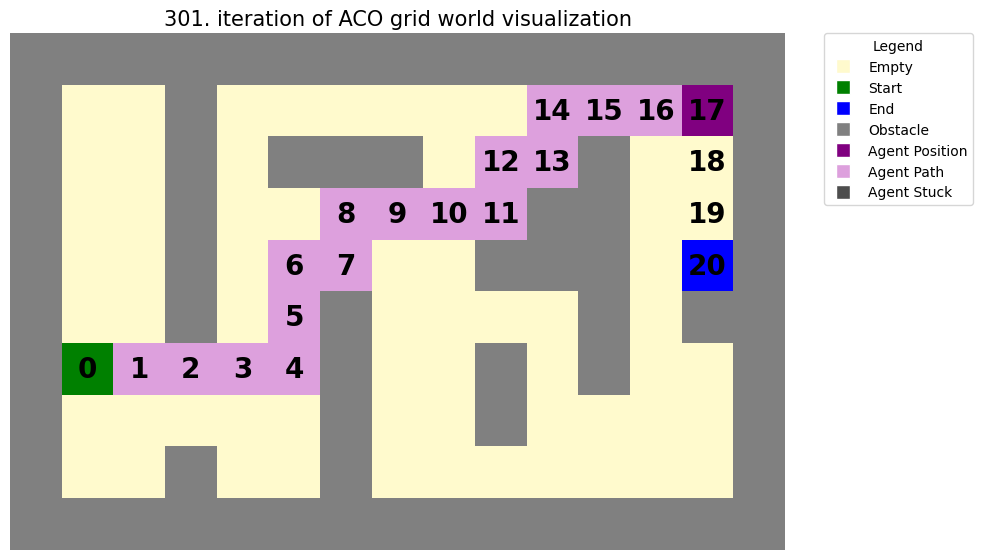 301. iteration of ACO grid world visualization
14 15 16 17
12 13 18
8 9 10 11 19
6 7 20
5
0 1 2 3 4
Legend
Empty
Start
End
Obstacle
Agent Position
Agent Path
Agent Stuck